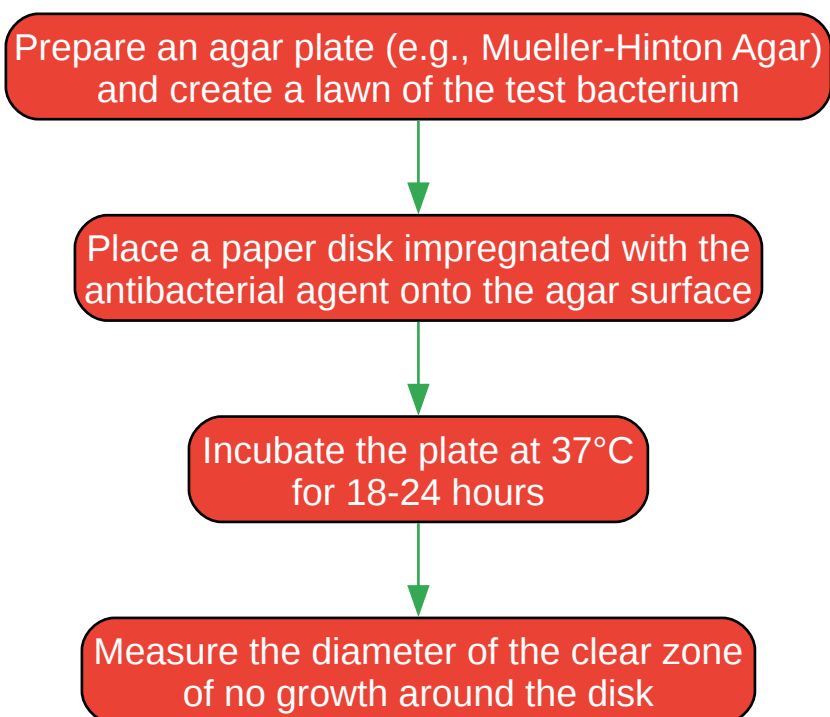 Prepare an agar plate (e.g., Mueller-Hinton Agar)
and create a lawn of the test bacterium
Place a paper disk impregnated with the
antibacterial agent onto the agar surface
Incubate the plate at 37°C
for 18-24 hours
Measure the diameter of the clear zone
of no growth around the disk